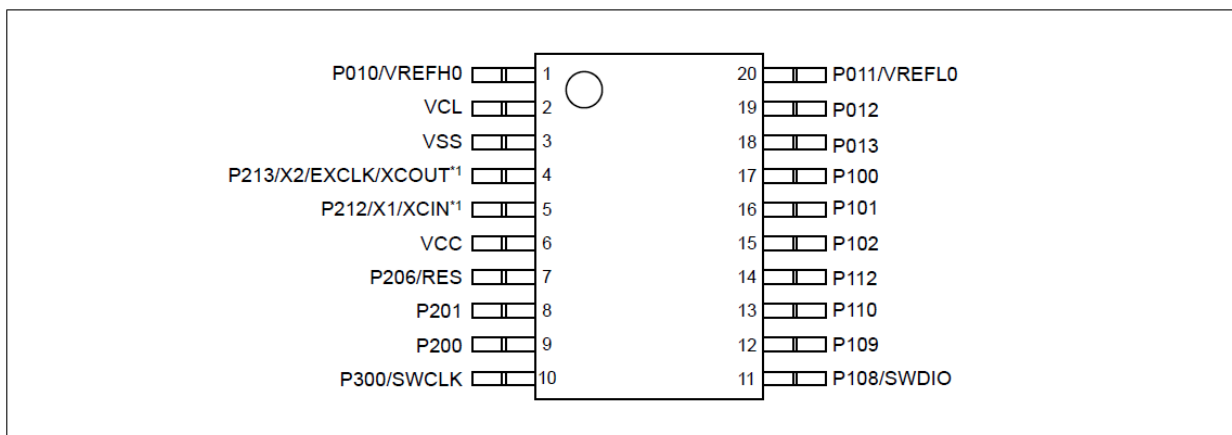 P010/VREFH0 1 20 P011/VREFL0
VCL 2 19 P012
VSS 3 18 P013
P213/X2/EXCLK/XCOUT*1 4 17 P100
P212/X1/XCIN*1 5 16 P101
VCC 6 15 P102
P206/RES 7 14 P112
P201 8 13 P110
P200 9 12 P109
P300/SWCLK 10 11 P108/SWDIO